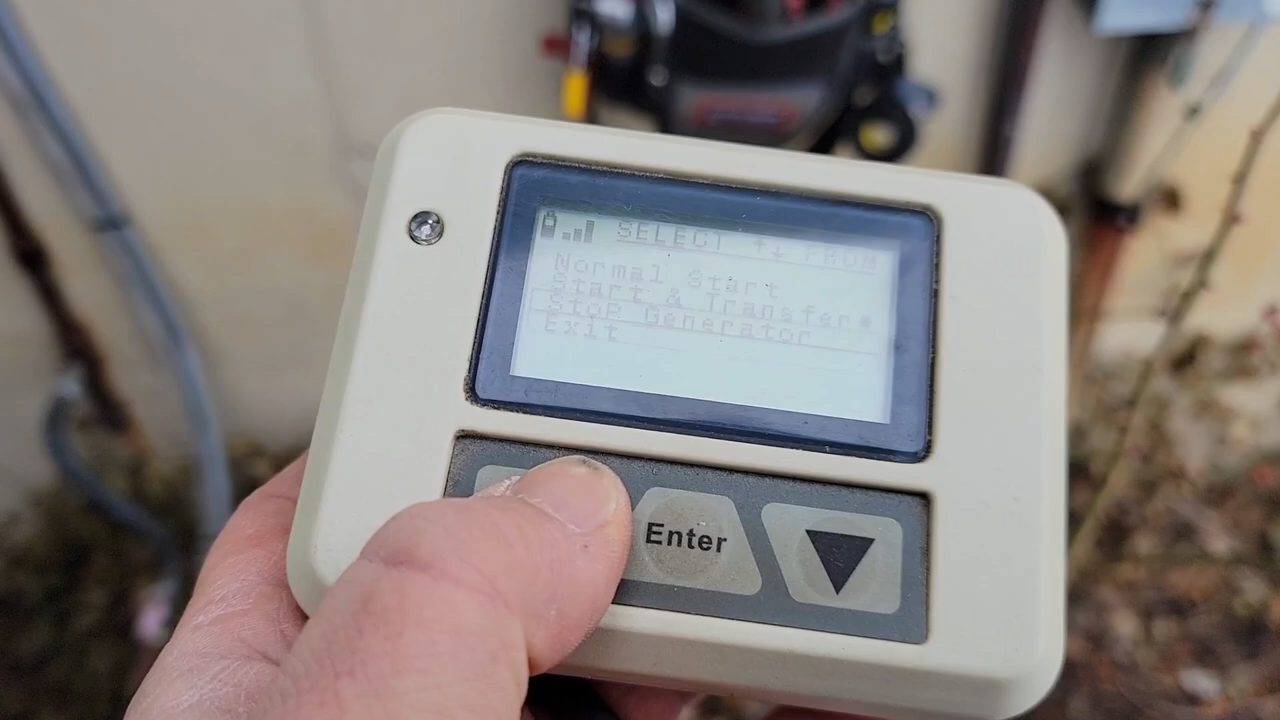 SELECT ↑↓ FROM
Normal Start
Start & Transfer
Stop Generator
Exit
Enter